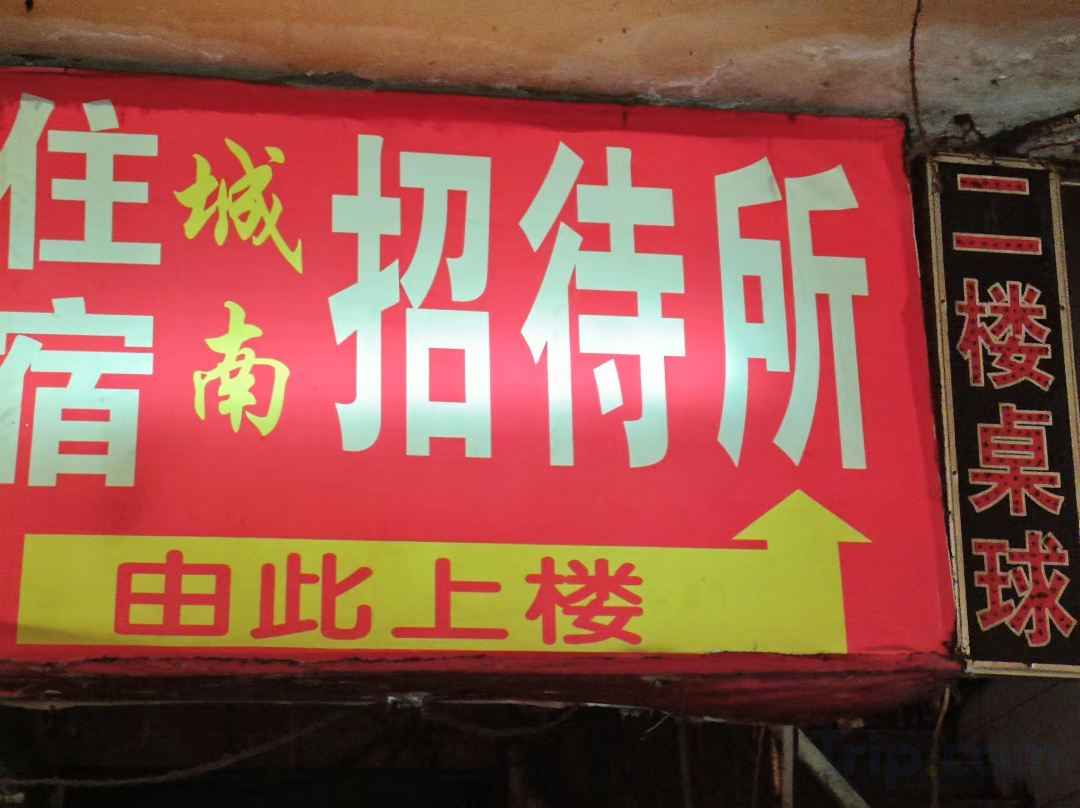 住宿
城南
招待所
由此上楼
二楼桌球
Trip.com